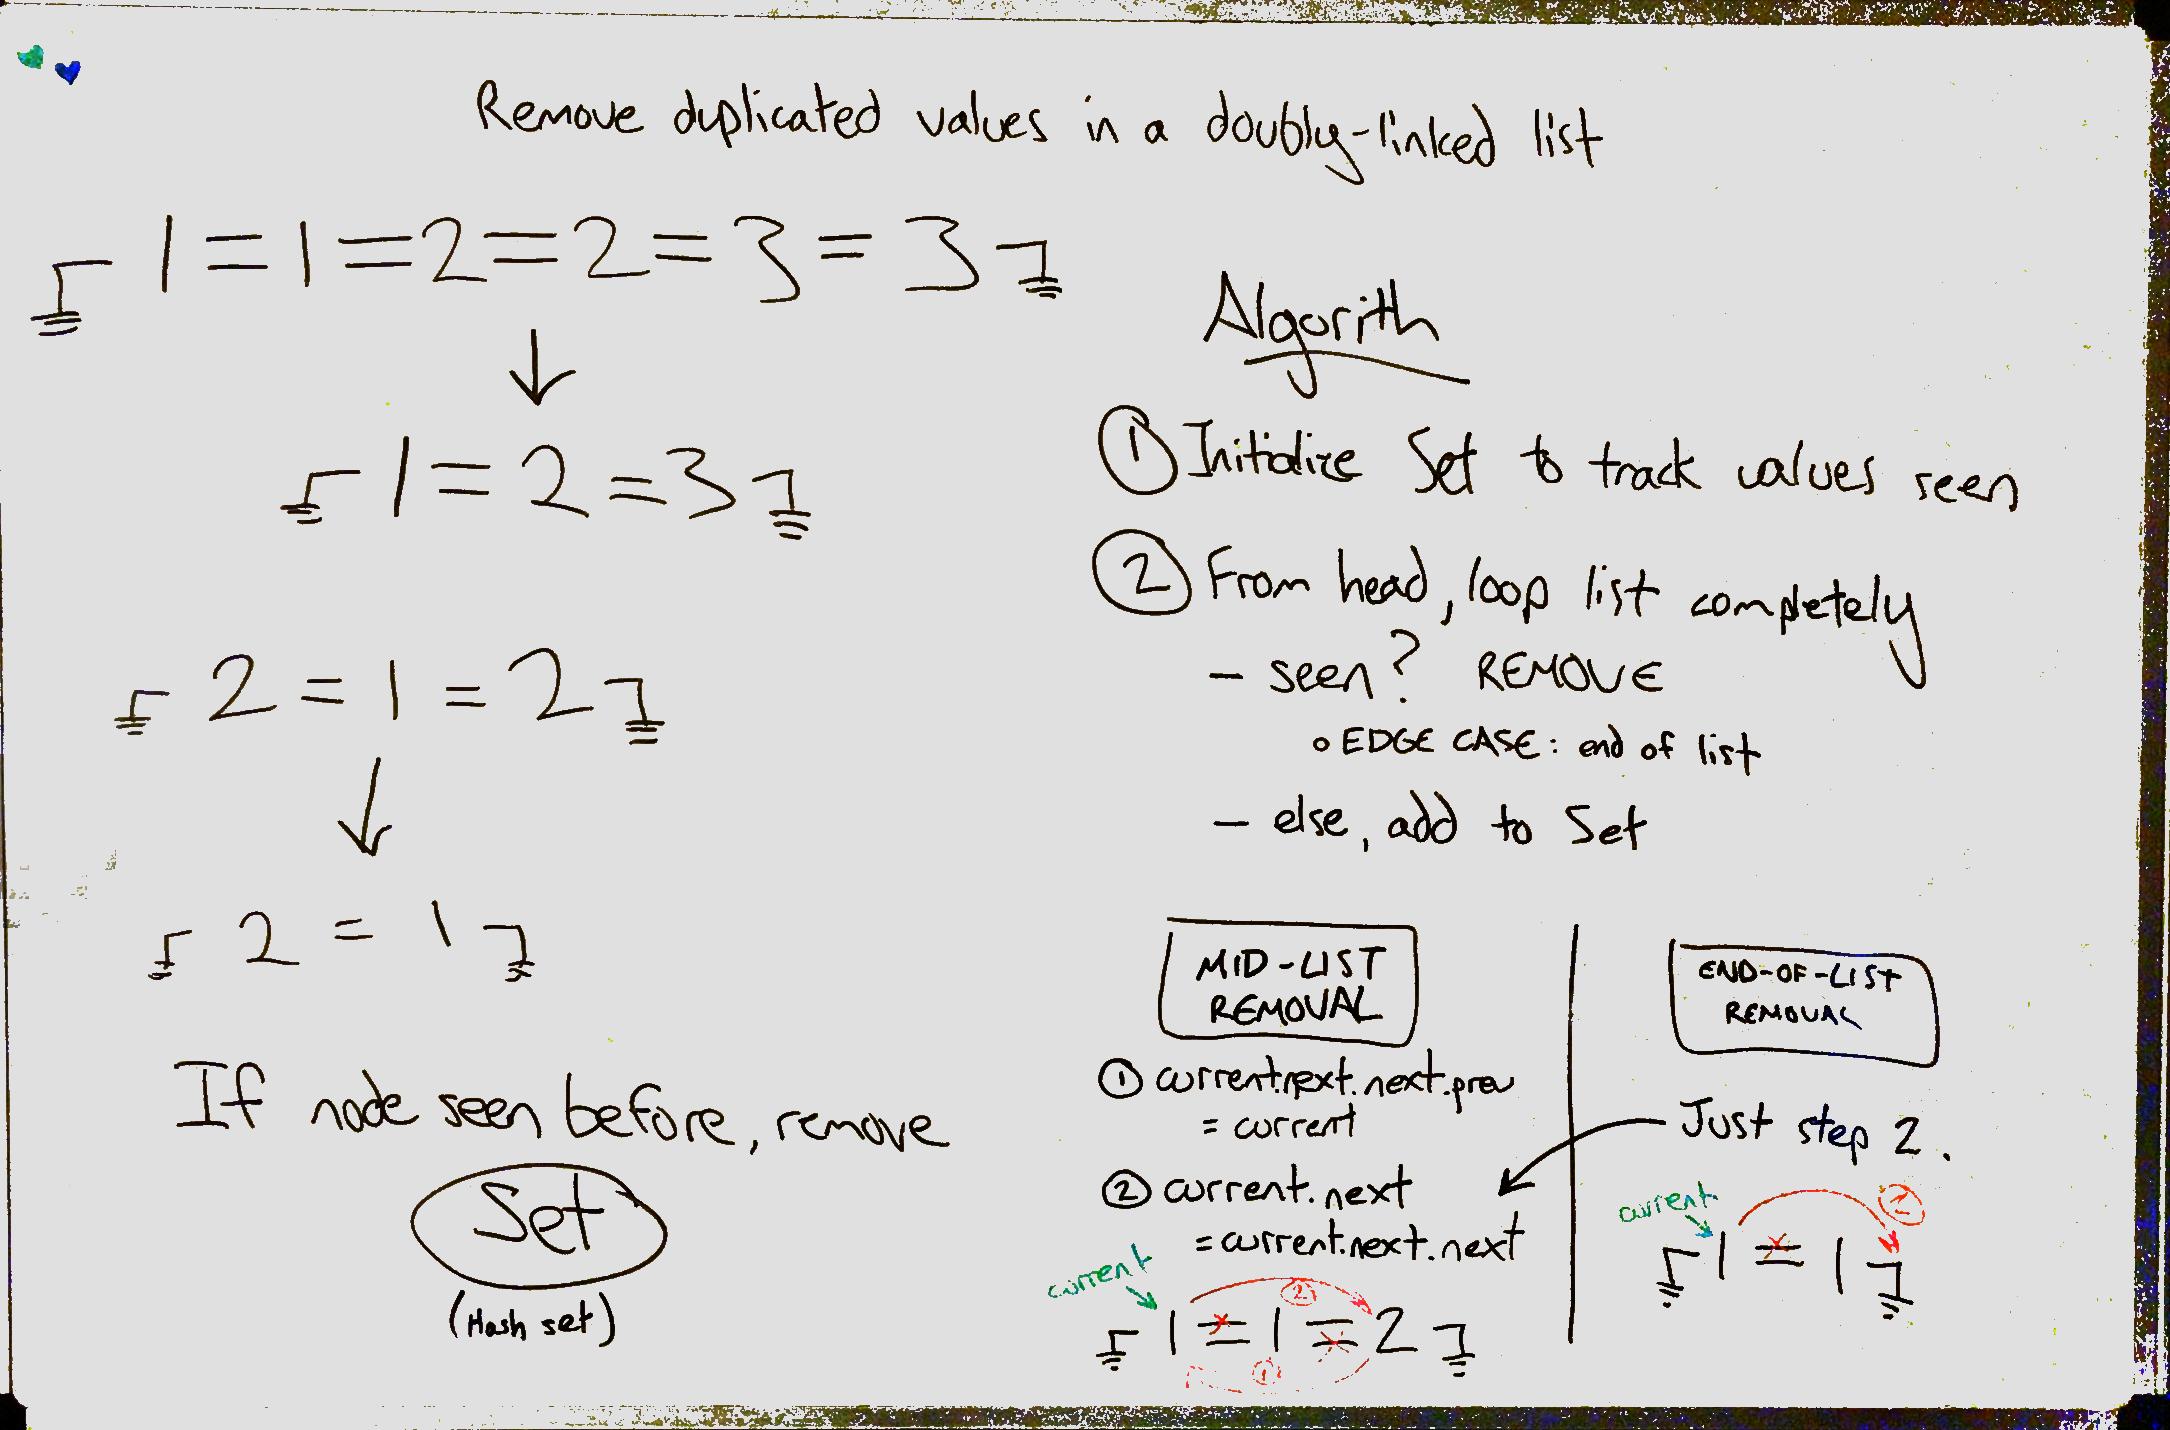 Remove duplicated values in a doubly-linked list
1=1=2=2=3=3
1=2=3
2=1=2
2=1
If node seen before, remove
Set
(Hash set)
Algorith
① Initialize Set to track values seen
② From head, loop list completely
- seen? REMOVE
o EDGE CASE: end of list
- else, add to Set
MID-LIST
REMOVAL
① current.next.next.prev
= current
② current.next
= current.next.next
current
2
1=1=2
1
END-OF-LIST
REMOVAL
Just step 2.
current
2
1=1